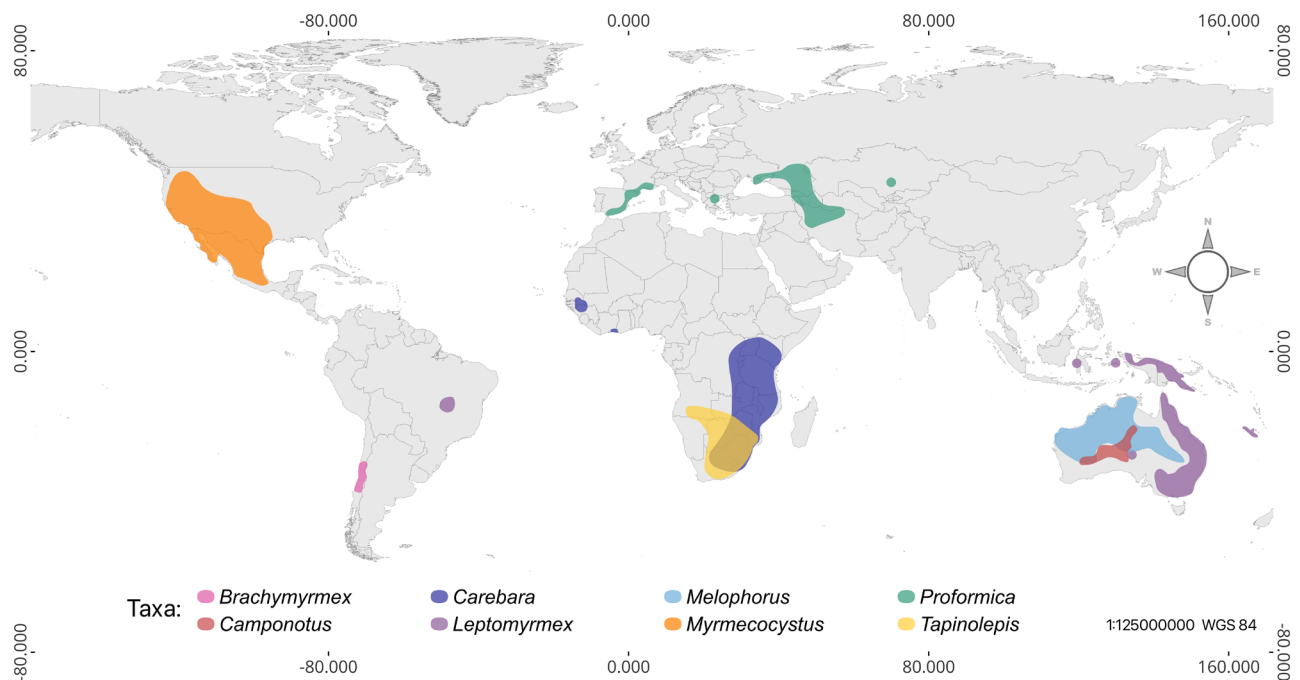 -80.000 0.000 80.000 160.000
80.000 80.000
N
W E
S
0.000 0.000
Taxa: Brachymyrmex Carebara Melophorus Proformica
Camponotus Leptomyrmex Myrmecocystus Tapinolepis 1:125000000 WGS 84
-80.000 -80.000
-80.000 0.000 80.000 160.000